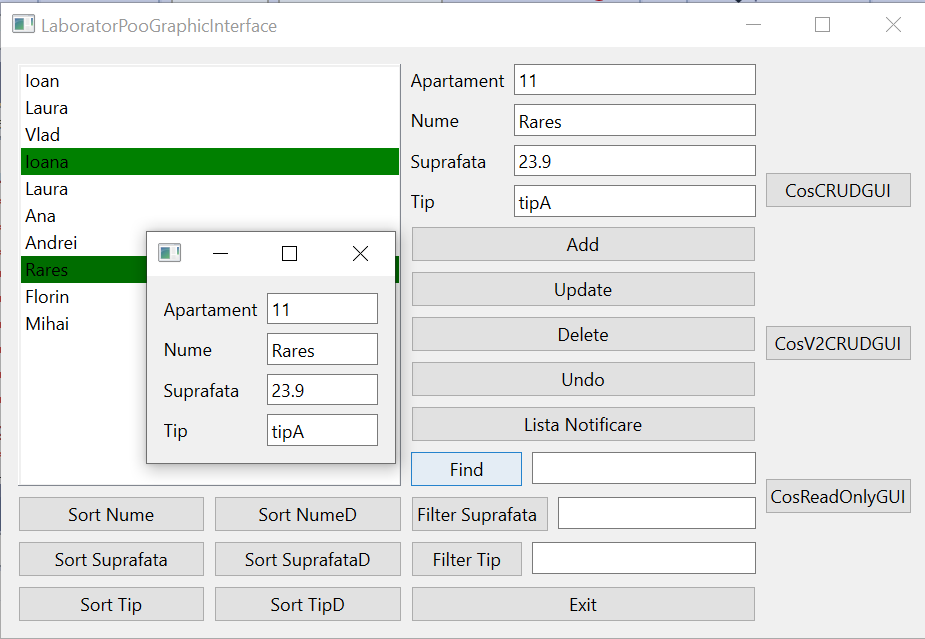 LaboratorPooGraphicInterface
Ioan
Laura
Vlad
Ioana
Laura
Ana
Andrei
Rares
Florin
Mihai
Apartament 11
Nume Rares
Suprafata 23.9
Tip tipA
Apartament 11
Nume Rares
Suprafata 23.9
Tip tipA
Add
Update
Delete
Undo
Lista Notificare
Find
Filter Suprafata
Filter Tip
Exit
Sort Nume Sort NumeD
Sort Suprafata Sort SuprafataD
Sort Tip Sort TipD
CosCRUDGUI
CosV2CRUDGUI
CosReadOnlyGUI